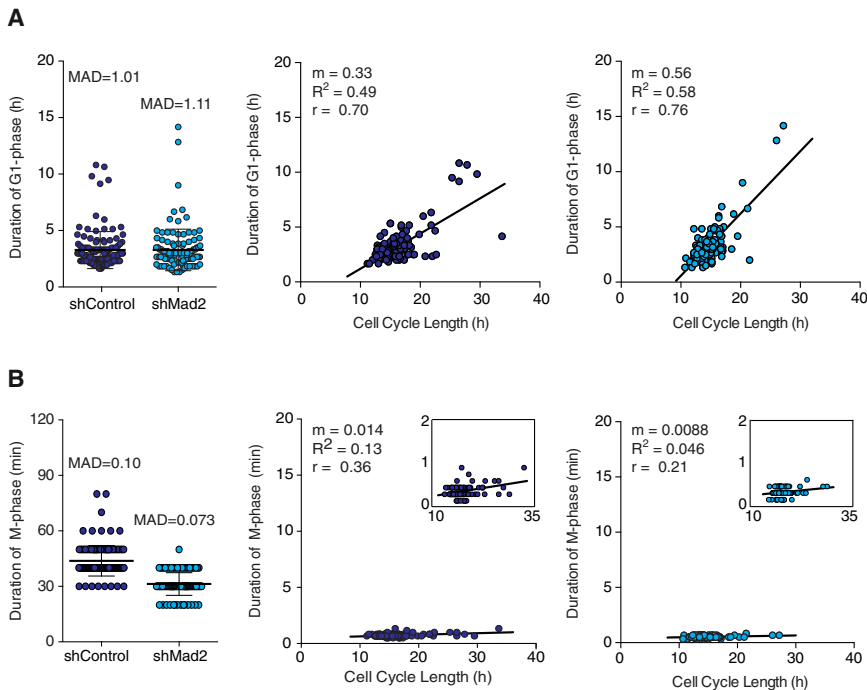 A
Duration of G1-phase (h)
20
15
10
5
0
MAD=1.01
MAD=1.11
shControl
shMad2
Duration of G1-phase (h)
20
15
10
5
0
m = 0.33
R2 = 0.49
r = 0.70
0
10
20
30
40
Cell Cycle Length (h)
Duration of G1-phase (h)
20
15
10
5
0
m = 0.56
R2 = 0.58
r = 0.76
0
10
20
30
40
Cell Cycle Length (h)
B
Duration of M-phase (min)
120
90
60
30
0
MAD=0.10
MAD=0.073
shControl
shMad2
Duration of M-phase (min)
20
15
10
5
0
m = 0.014
R2 = 0.13
r = 0.36
2
1
0
10
35
0
10
20
30
40
Cell Cycle Length (h)
Duration of M-phase (min)
20
15
10
5
0
m = 0.0088
R2 = 0.046
r = 0.21
2
1
0
10
35
0
10
20
30
40
Cell Cycle Length (h)